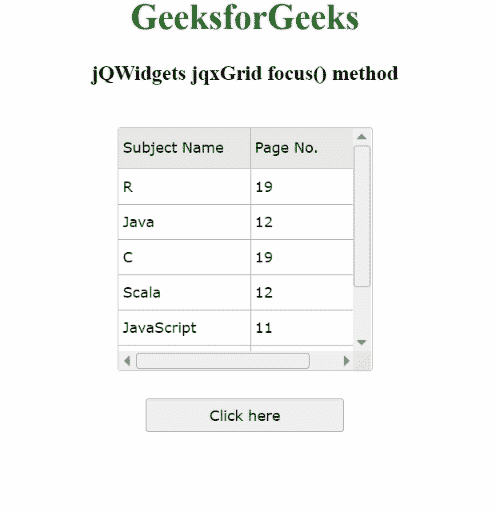 GeeksforGeeks
jQWidgets jqxGrid focus() method
Subject Name Page No.
R 19
Java 12
C 19
Scala 12
JavaScript 11
Click here